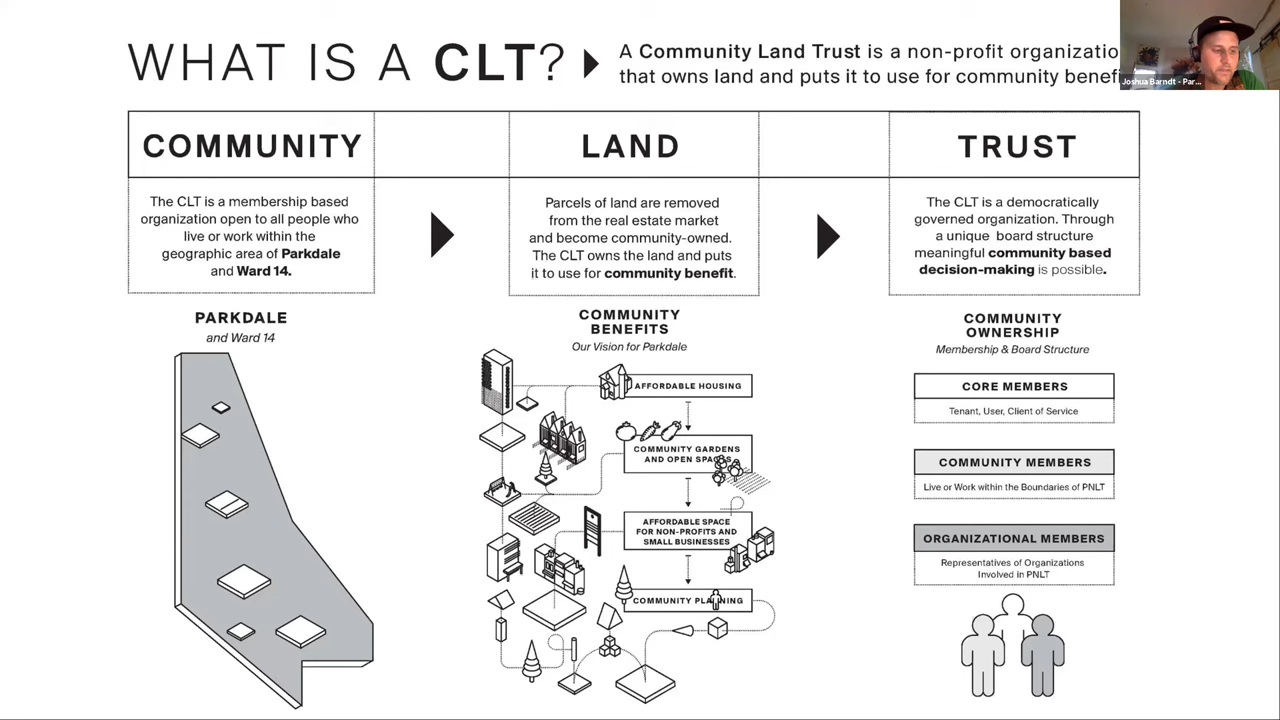 WHAT IS A CLT?
A Community Land Trust is a non-profit organizatio
that owns land and puts it to use for community benefi
Joshua Barndt - Par...
COMMUNITY
The CLT is a membership based
organization open to all people who
live or work within the
geographic area of Parkdale
and Ward 14.
LAND
Parcels of land are removed
from the real estate market
and become community-owned.
The CLT owns the land and puts
it to use for community benefit.
TRUST
The CLT is a democratically
governed organization. Through
a unique board structure
meaningful community based
decision-making is possible.
PARKDALE
and Ward 14
COMMUNITY
BENEFITS
Our Vision for Parkdale
AFFORDABLE HOUSING
COMMUNITY GARDENS
AND OPEN SPACES
AFFORDABLE SPACE
FOR NON-PROFITS AND
SMALL BUSINESSES
COMMUNITY PLANNING
COMMUNITY
OWNERSHIP
Membership & Board Structure
CORE MEMBERS
Tenant, User, Client of Service
COMMUNITY MEMBERS
Live or Work within the Boundaries of PNLT
ORGANIZATIONAL MEMBERS
Representatives of Organizations
Involved in PNLT